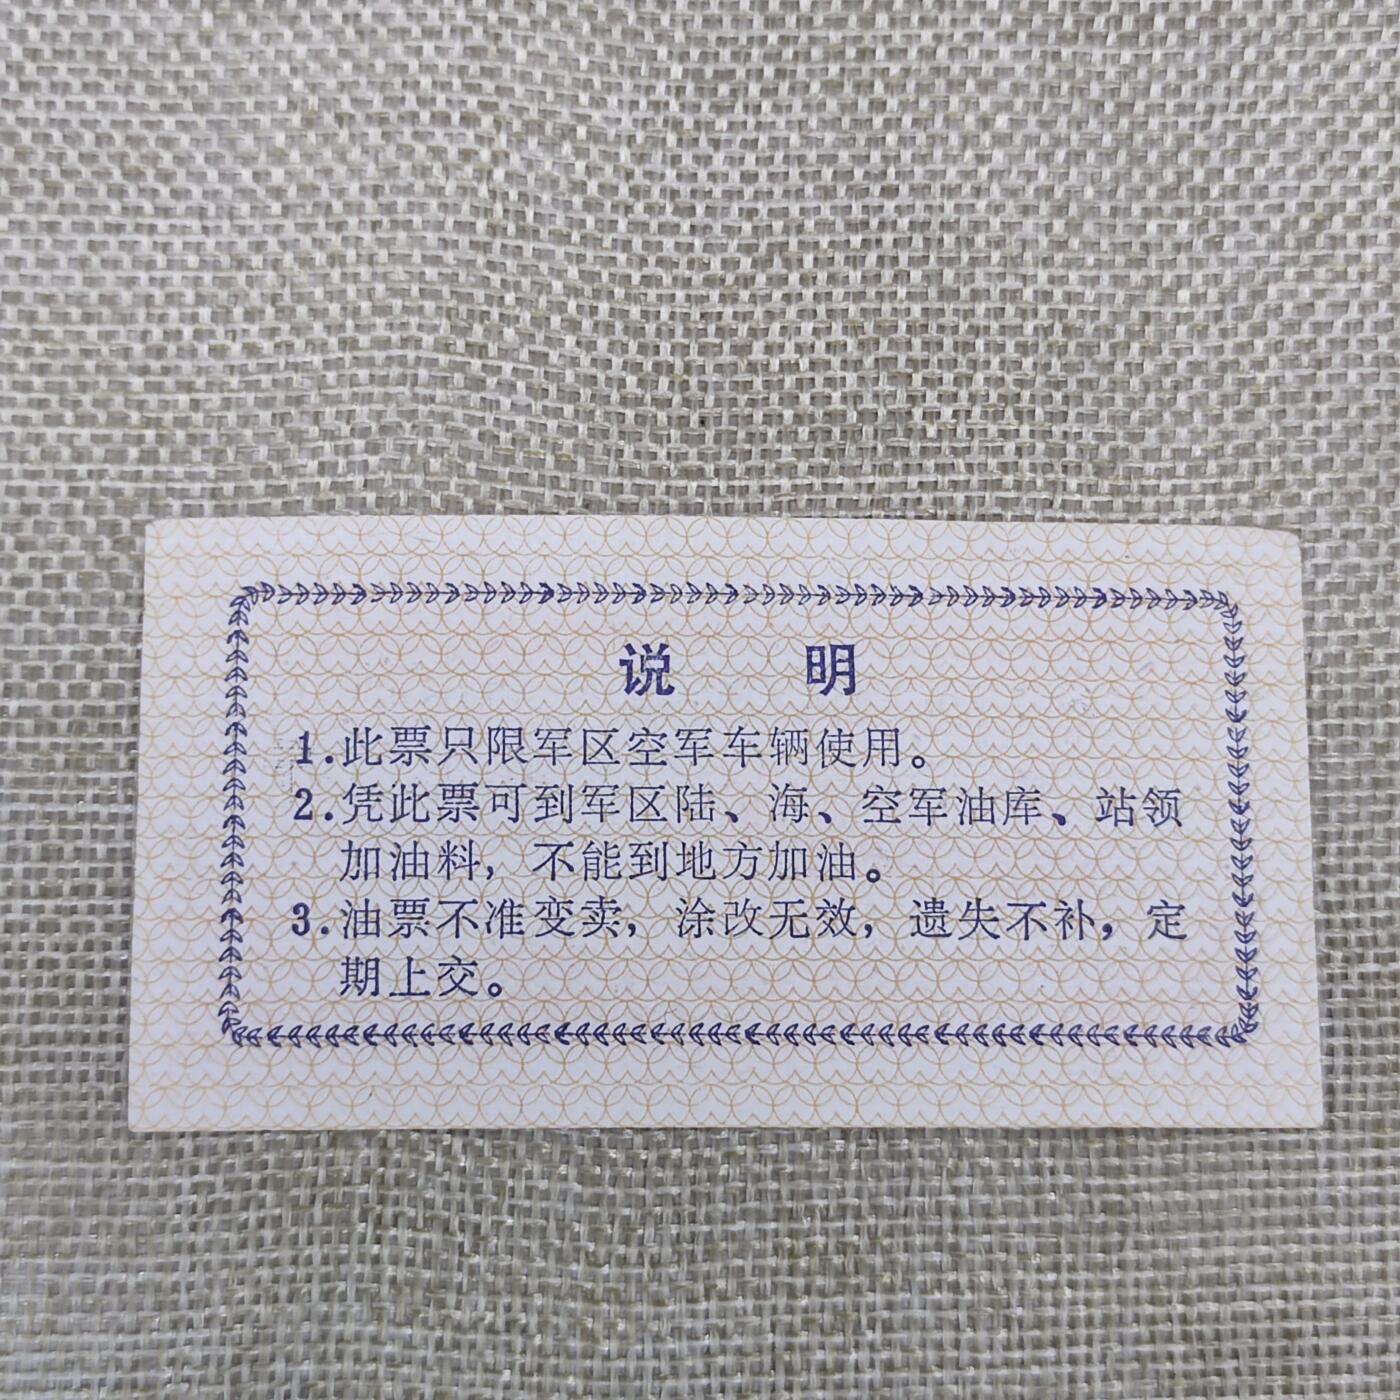 说 明
1.此票只限军区空军车辆使用。
2.凭此票可到军区陆、海、空军油库、站领
加油料，不能到地方加油。
3.油票不准变卖，涂改无效，遗失不补，定
期上交。